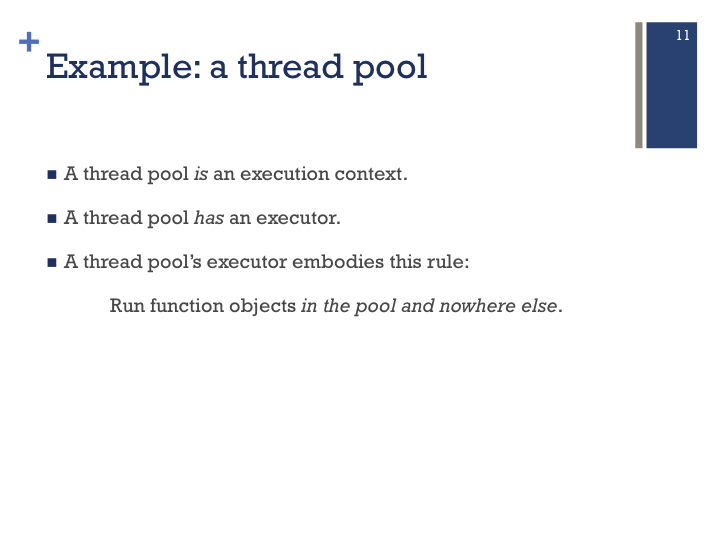 +
11
Example: a thread pool
A thread pool is an execution context.
A thread pool has an executor.
A thread pool’s executor embodies this rule:
Run function objects in the pool and nowhere else.